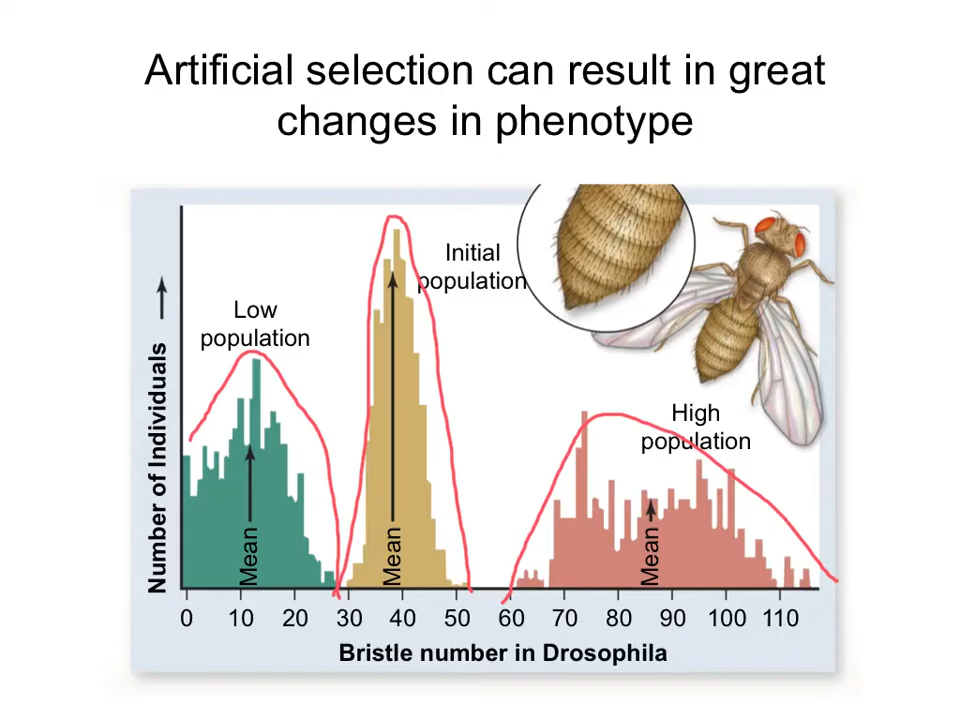 Artificial selection can result in great
changes in phenotype
Initial
population
Low
population
High
population
Number of Individuals
Mean
Mean
Mean
0 10 20 30 40 50 60 70 80 90 100 110
Bristle number in Drosophila